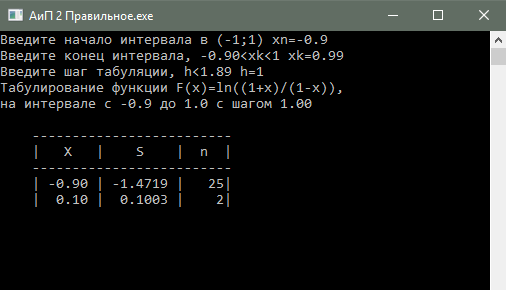 АиП 2 Правильное.exe
Введите начало интервала в (-1;1) xn=-0.9
Введите конец интервала, -0.90<xk<1 xk=0.99
Введите шаг табуляции, h<1.89 h=1
Табулирование функции F(x)=ln((1+x)/(1-x)),
на интервале с -0.9 до 1.0 с шагом 1.00
-------------------------
|   X   |    S    |  n  |
-------------------------
| -0.90 | -1.4719 |   25|
|  0.10 |  0.1003 |    2|